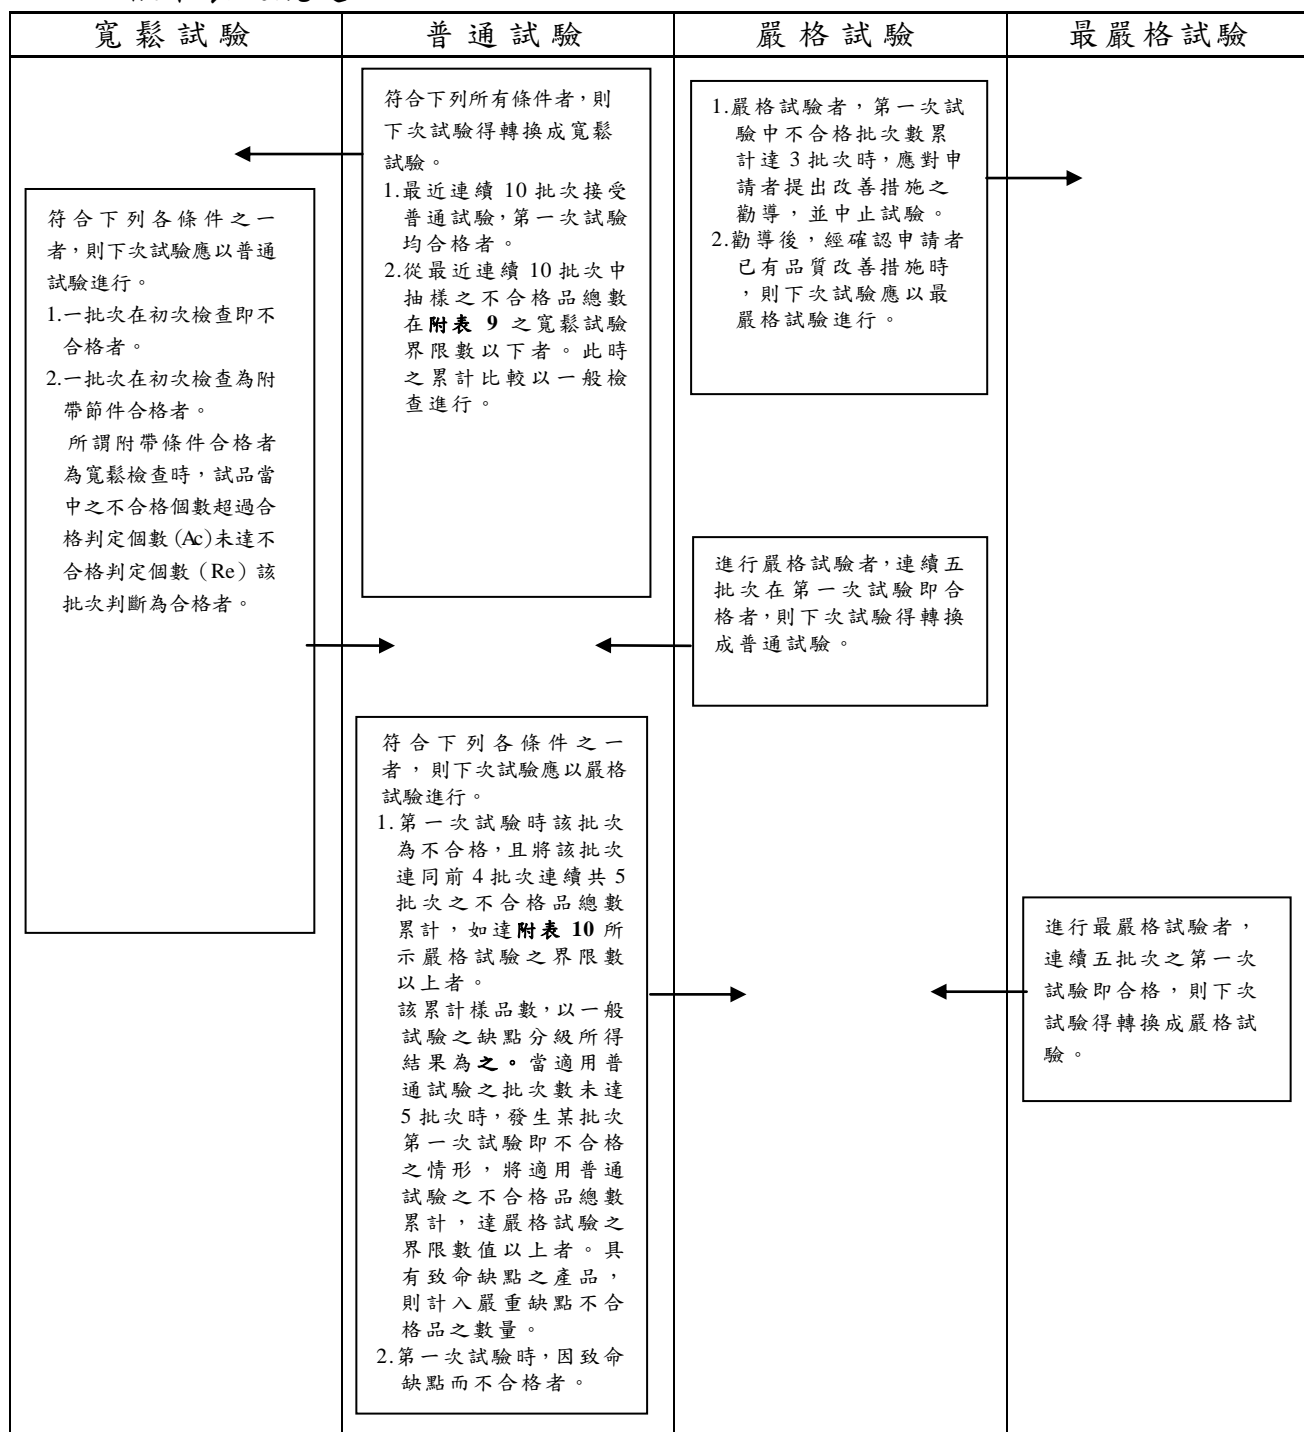 寬鬆試驗
普通試驗
嚴格試驗
最嚴格試驗
符合下列各條件之一
者，則下次試驗應以普通
試驗進行。
1.一批次在初次檢查即不
合格者。
2.一批次在初次檢查為附
帶節件合格者。
所謂附帶條件合格者
為寬鬆檢查時，試品當
中之不合格個數超過合
格判定個數（Ac）未達不
合格判定個數（Re）該
批次判斷為合格者。
符合下列所有條件者，則
下次試驗得轉換成寬鬆
試驗。
1.最近連續 10 批次接受
普通試驗，第一次試驗
均合格者。
2.從最近連續 10 批次中
抽樣之不合格品總數
在附表 9 之寬鬆試驗
界限數以下者。此時
之累計比較以一般檢
查進行。
符合下列各條件之一
者，則下次試驗應以嚴格
試驗進行。
1.第一次試驗時該批次
為不合格，且將該批次
連同前 4 批次連續共 5
批次之不合格品總數
累計，如達附表 10 所
示嚴格試驗之界限數
以上者。
該累計樣品數，以一般
試驗之缺點分級所得
結果為之。當適用普
通試驗之批次數未達
5 批次時，發生某批次
第一次試驗即不合格
之情形，將適用普通
試驗之不合格品總數
累計，達嚴格試驗之
界限數值以上者。具
有致命缺點之產品，
則計入嚴重缺點不合
格品之數量。
2.第一次試驗時，因致命
缺點而不合格者。
1.嚴格試驗者，第一次試
驗中不合格批次數累
計達 3 批次時，應對申
請者提出改善措施之
勸導，並中止試驗。
2.勸導後，經確認申請者
已有品質改善措施時
，則下次試驗應以最
嚴格試驗進行。
進行嚴格試驗者，連續五
批次在第一次試驗即合
格者，則下次試驗得轉換
成普通試驗。
進行最嚴格試驗者，
連續五批次之第一次
試驗即合格，則下次
試驗得轉換成嚴格試
驗。